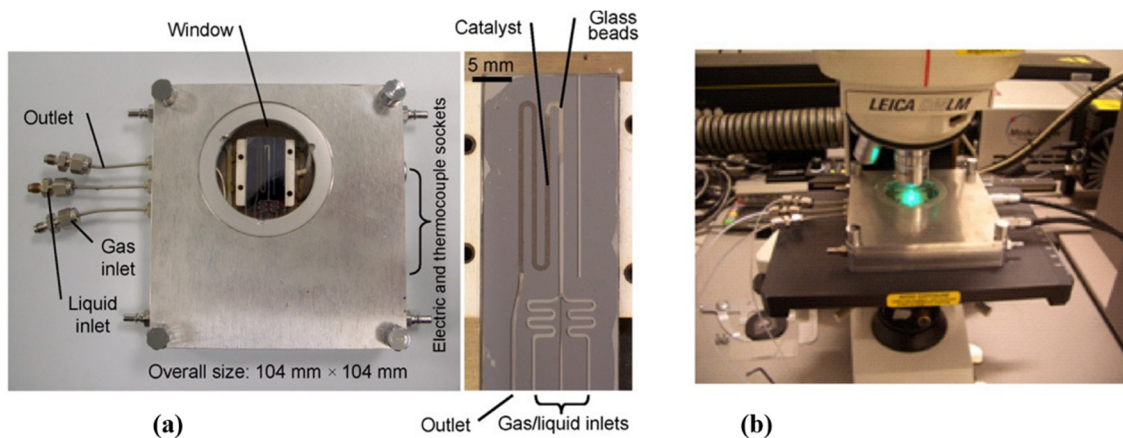 Window
Outlet
Gas
inlet
Liquid
inlet
Electric and thermocouple sockets
Overall size: 104 mm × 104 mm
Catalyst
Glass
beads
5 mm
Outlet
Gas/liquid inlets
LEICA DMLM
(a)
(b)